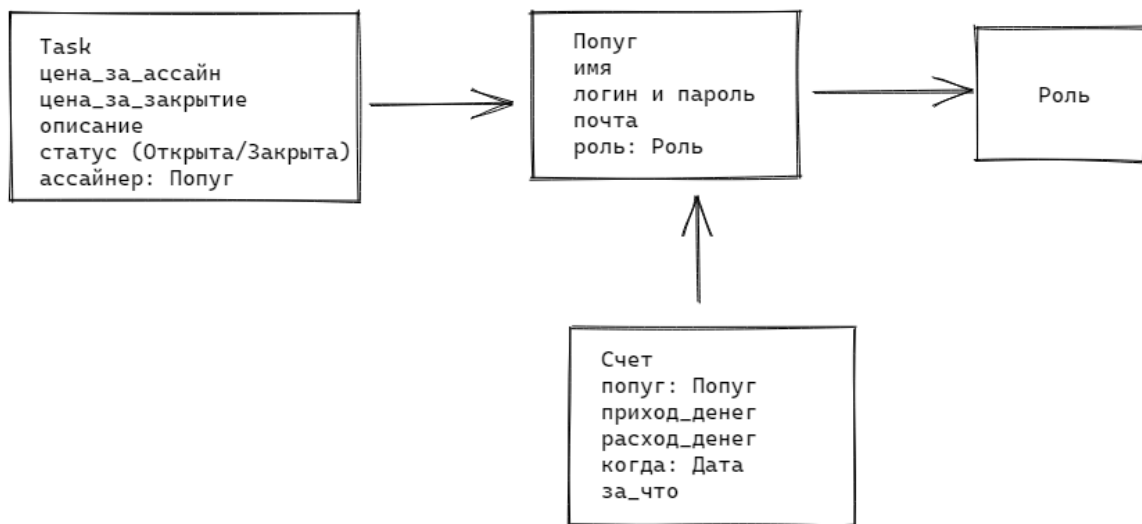 Task
цена_за_ассайн
цена_за_закрытие
описание
статус (Открыта/Закрыта)
ассайнер: Попуг
Попуг
имя
логин и пароль
почта
роль: Роль
Роль
Счет
попуг: Попуг
приход_денег
расход_денег
когда: Дата
за_что